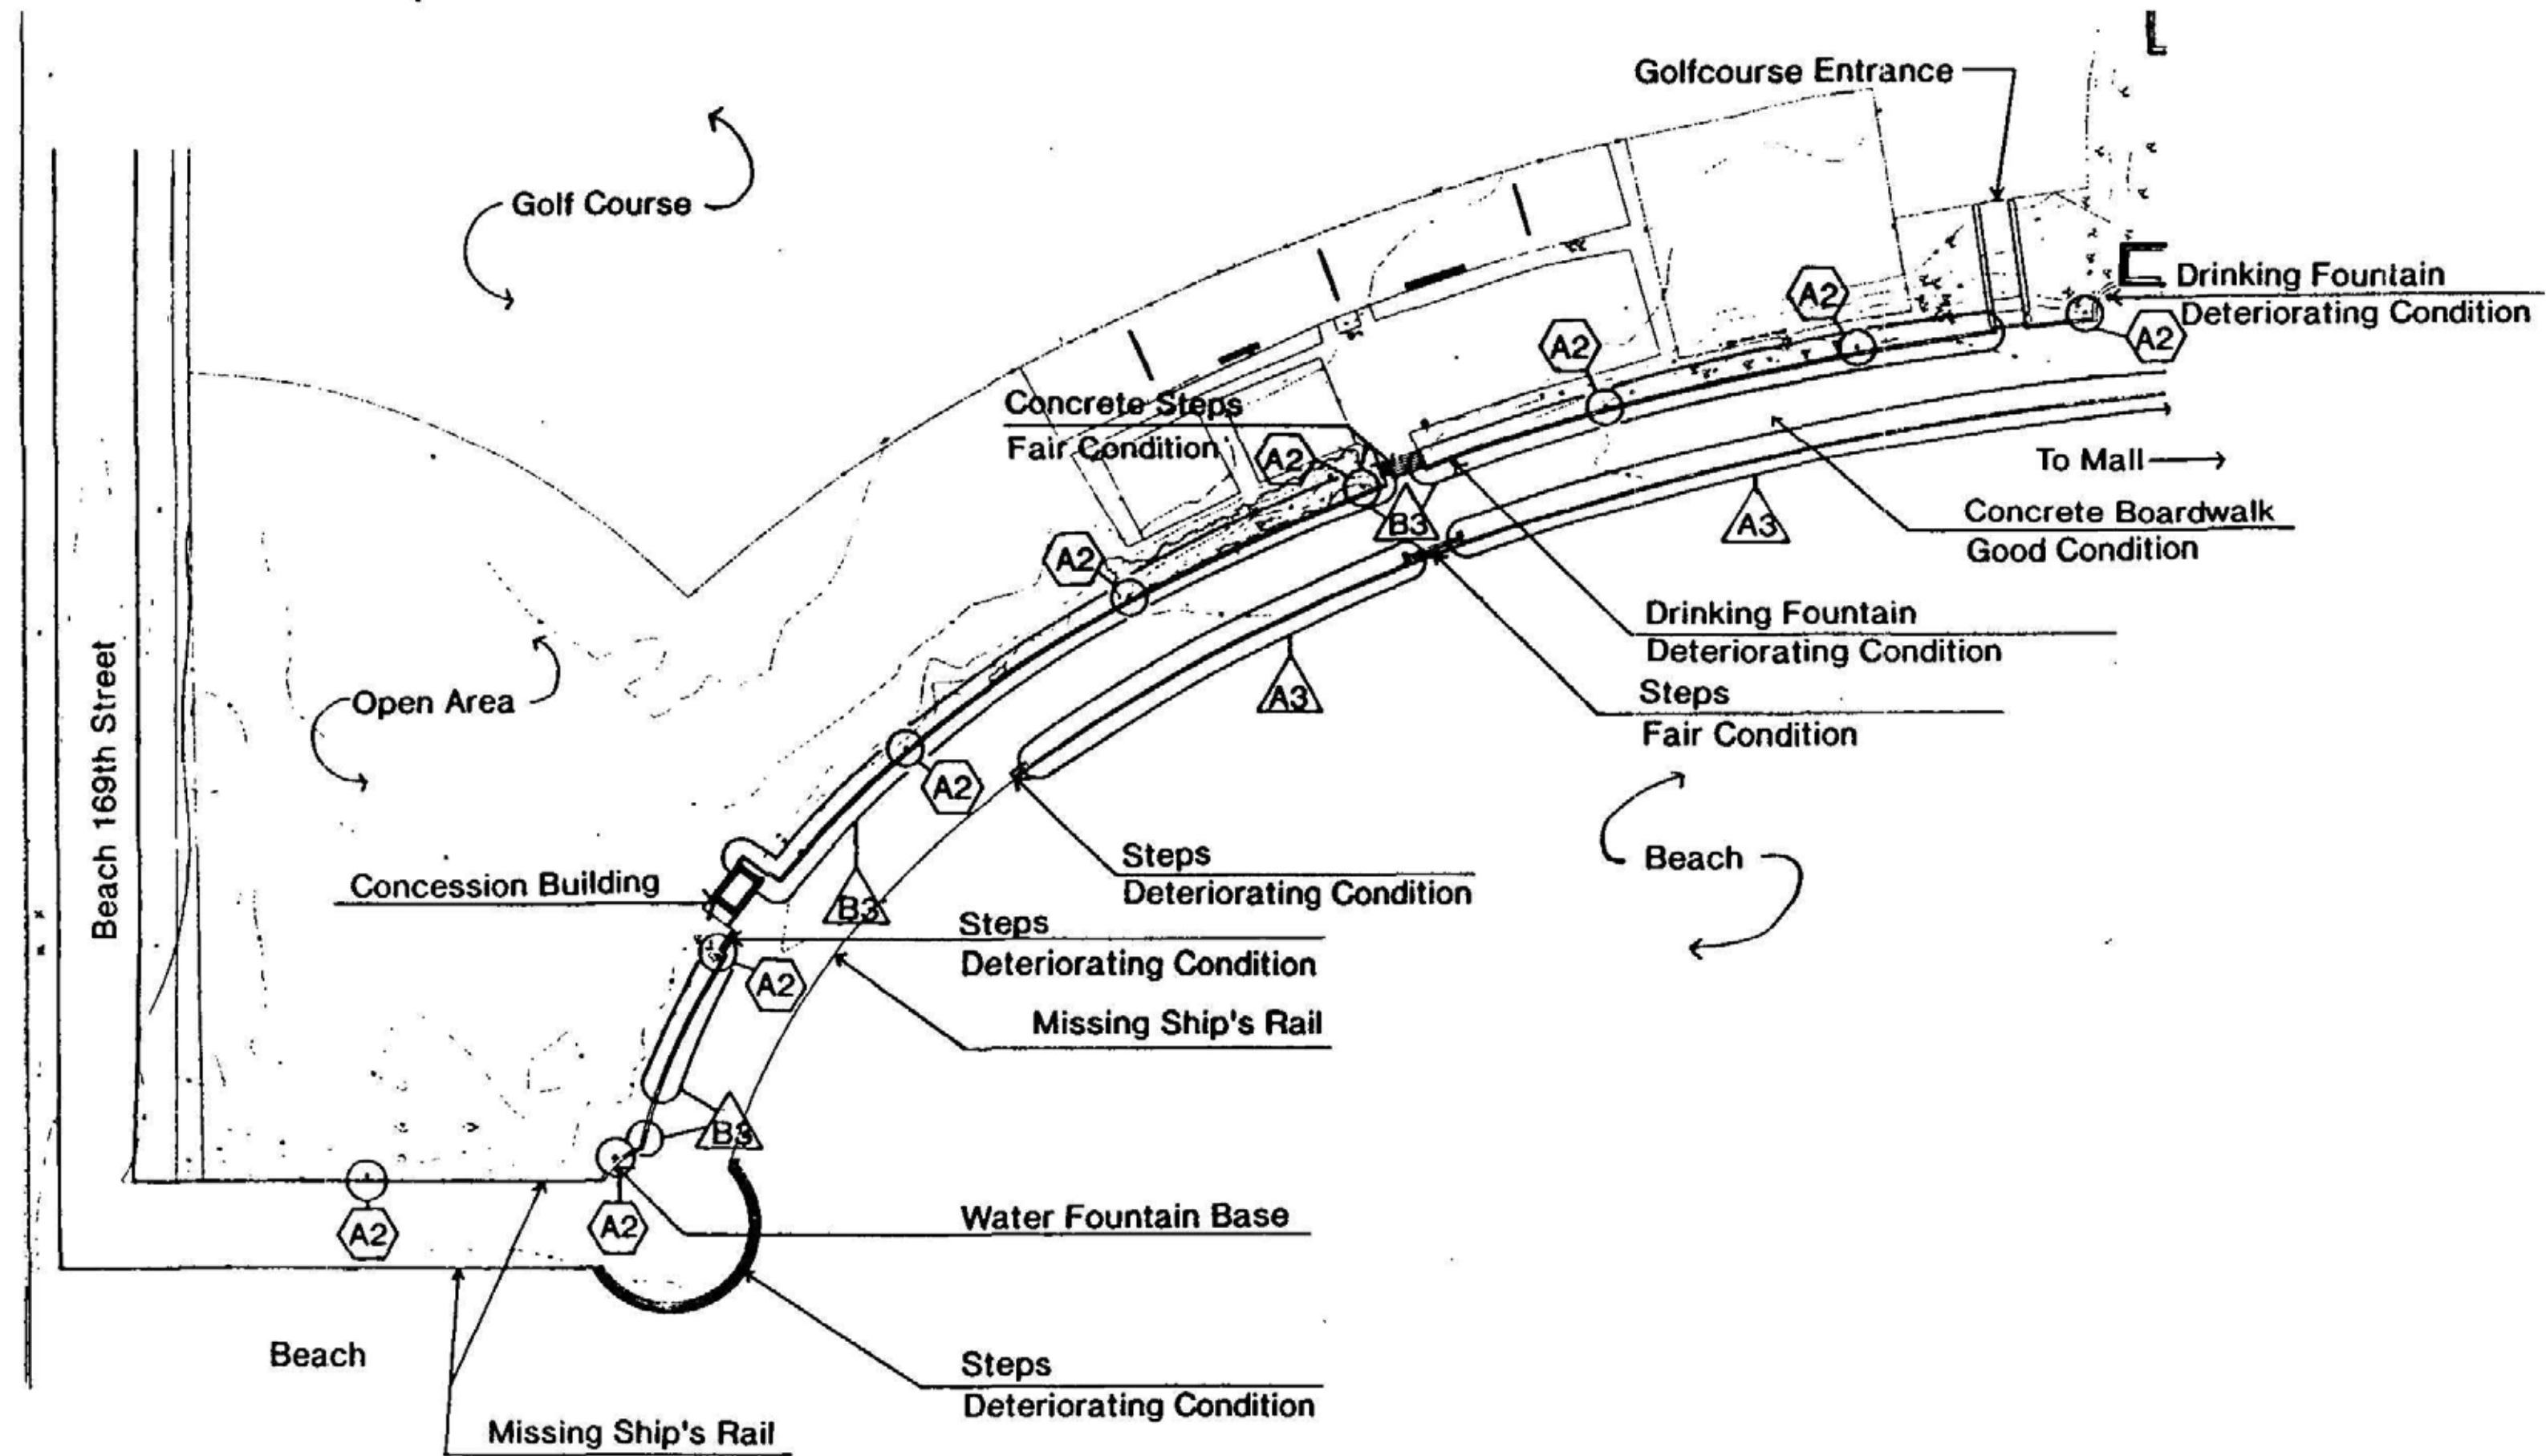 Golfcourse Entrance
Golf Course
Drinking Fountain
Deteriorating Condition
A2
A2
A2
Concrete Steps
Fair Condition
A2
To Mall
Concrete Boardwalk
Good Condition
B3
A3
A2
Drinking Fountain
Deteriorating Condition
Beach 169th Street
Open Area
A3
Steps
Fair Condition
A2
Beach
Steps
Deteriorating Condition
Concession Building
B3
Steps
Deteriorating Condition
A2
Missing Ship's Rail
B3
Water Fountain Base
A2
A2
Beach
Steps
Deteriorating Condition
Missing Ship's Rail